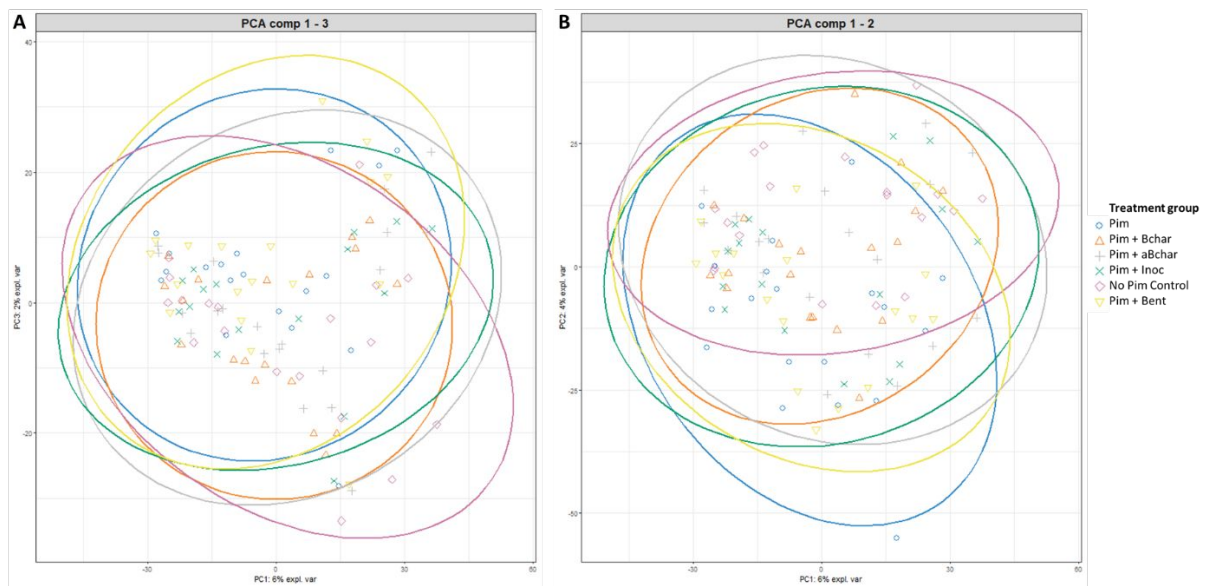 A
PCA comp 1 - 3
40
20
0
-20
PC3: 2% expl. var
-30
0
30
60
PC1: 6% expl. var
B
PCA comp 1 - 2
25
0
-25
-50
PC2: 4% expl. var
-30
0
30
60
PC1: 6% expl. var
Treatment group
Pim
Pim + Bchar
Pim + aBchar
Pim + Inoc
No Pim Control
Pim + Bent